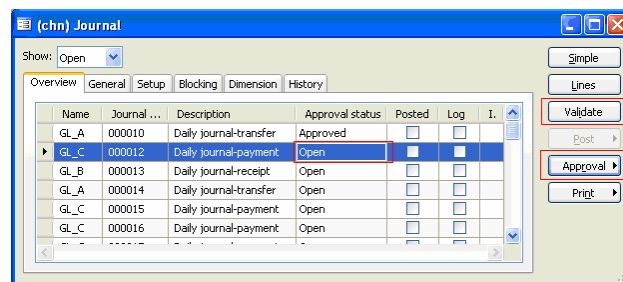 (chn) Journal
Show: Open
Simple
Overview General Setup Blocking Dimension History
Lines
Name Journal ... Description Approval status Posted Log I.
Validate
GL_A 000010 Daily journal-transfer Approved
Post
GL_C 000012 Daily journal-payment Open
GL_B 000013 Daily journal-receipt Open
Approval
GL_A 000014 Daily journal-transfer Open
Print
GL_C 000015 Daily journal-payment Open
GL_C 000016 Daily journal-payment Open